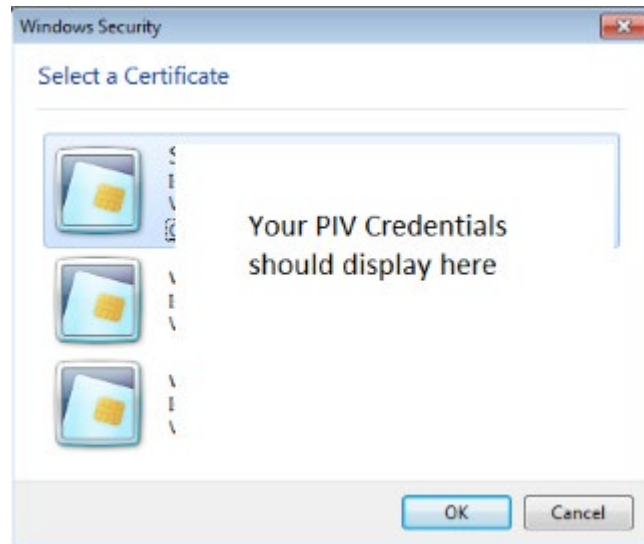 Windows Security
Select a Certificate
Your PIV Credentials
should display here
OK
Cancel